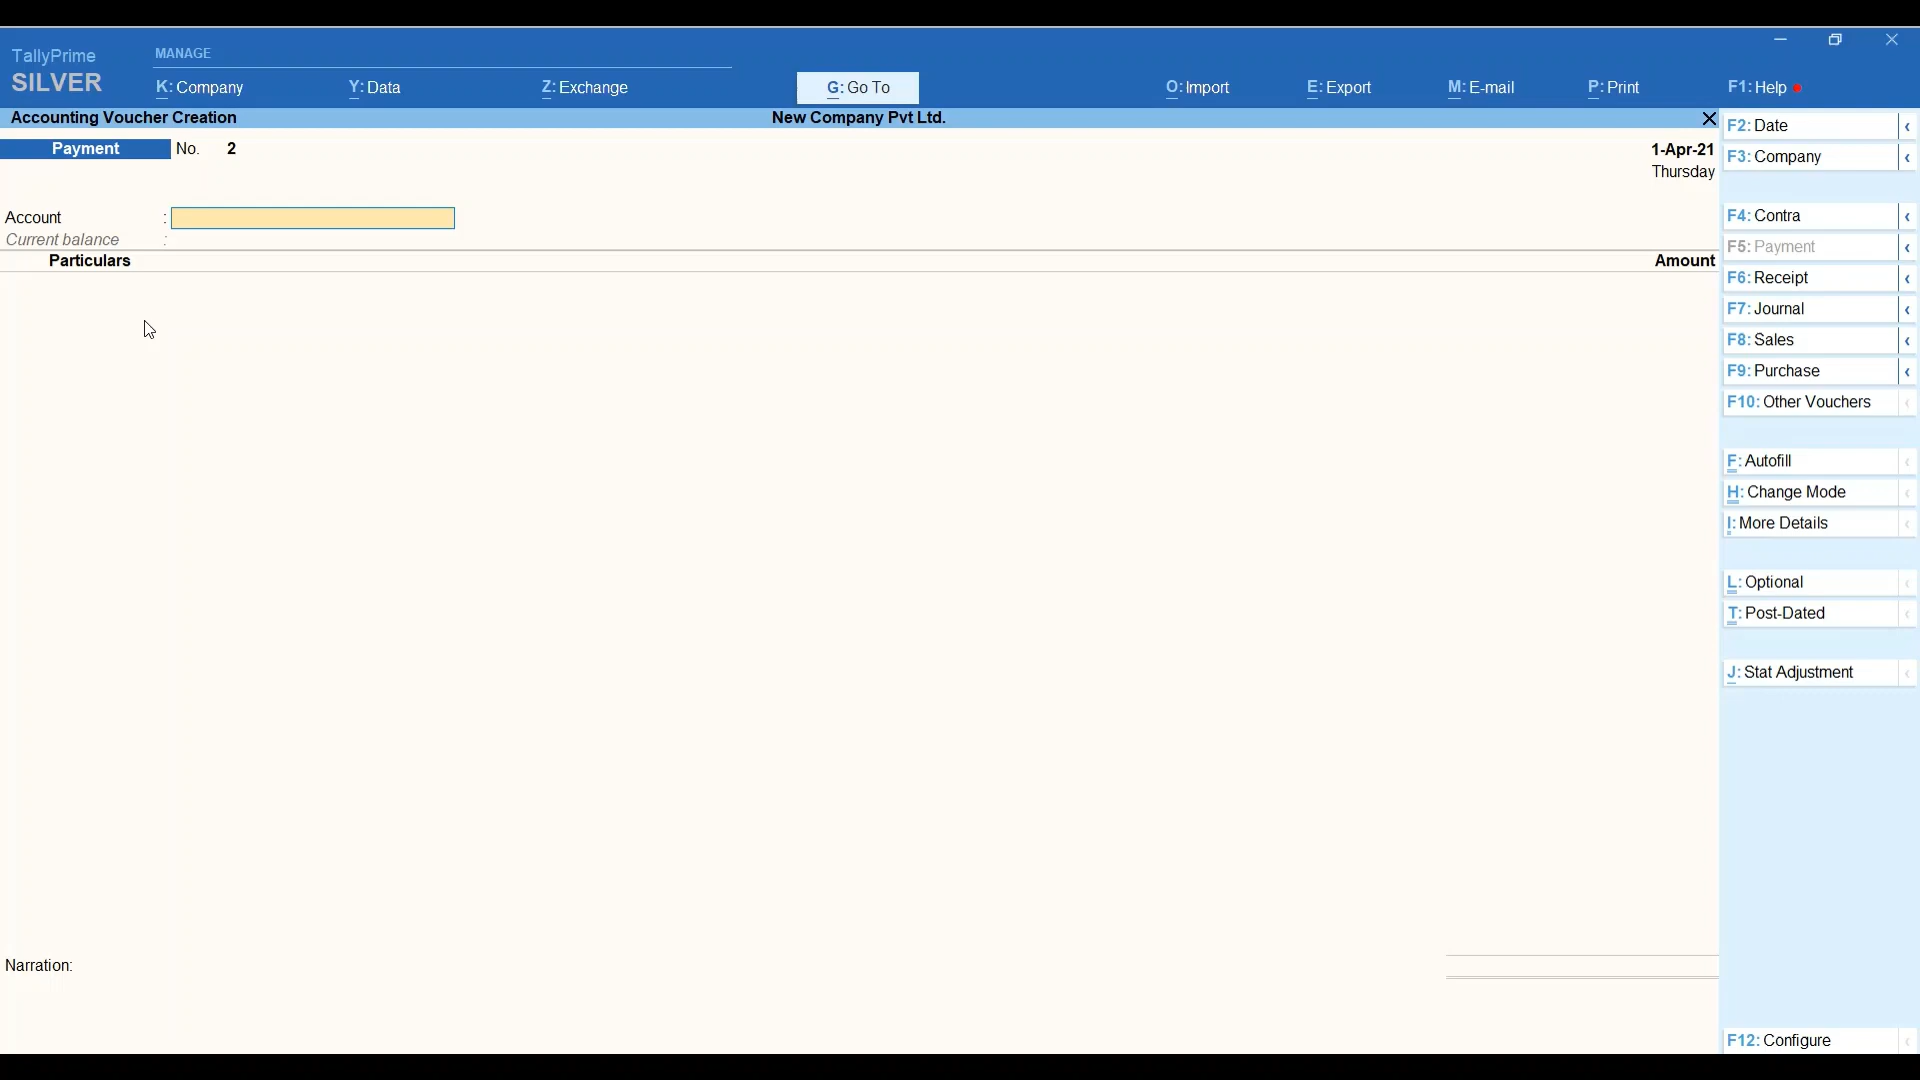 TallyPrime
SILVER
MANAGE
K: Company
Y: Data
Z: Exchange
G: Go To
O: Import
E: Export
M: E-mail
P: Print
F1: Help
Accounting Voucher Creation
New Company Pvt Ltd.
Payment No. 2
1-Apr-21
Thursday
Account :
Current balance :
Particulars
Amount
Narration:
F2: Date
F3: Company
F4: Contra
F5: Payment
F6: Receipt
F7: Journal
F8: Sales
F9: Purchase
F10: Other Vouchers
F: Autofill
H: Change Mode
I: More Details
L: Optional
T: Post-Dated
J: Stat Adjustment
F12: Configure